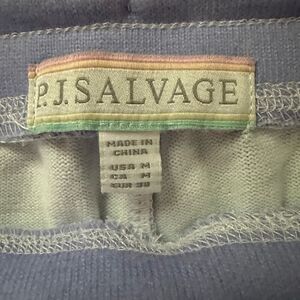 P.J.SALVAGE
MADE IN
CHINA
USA M
CA M
EUR 38